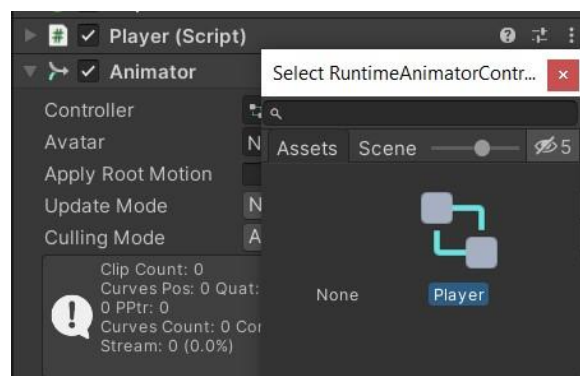 Player (Script)
Animator
Select RuntimeAnimatorContr...
Controller
Avatar
N
Assets Scene 5
Apply Root Motion
Update Mode
N
Culling Mode
A
Clip Count: 0
Curves Pos: 0 Quat:
0 PPtr: 0
Curves Count: 0 Con
Stream: 0 (0.0%)
None
Player